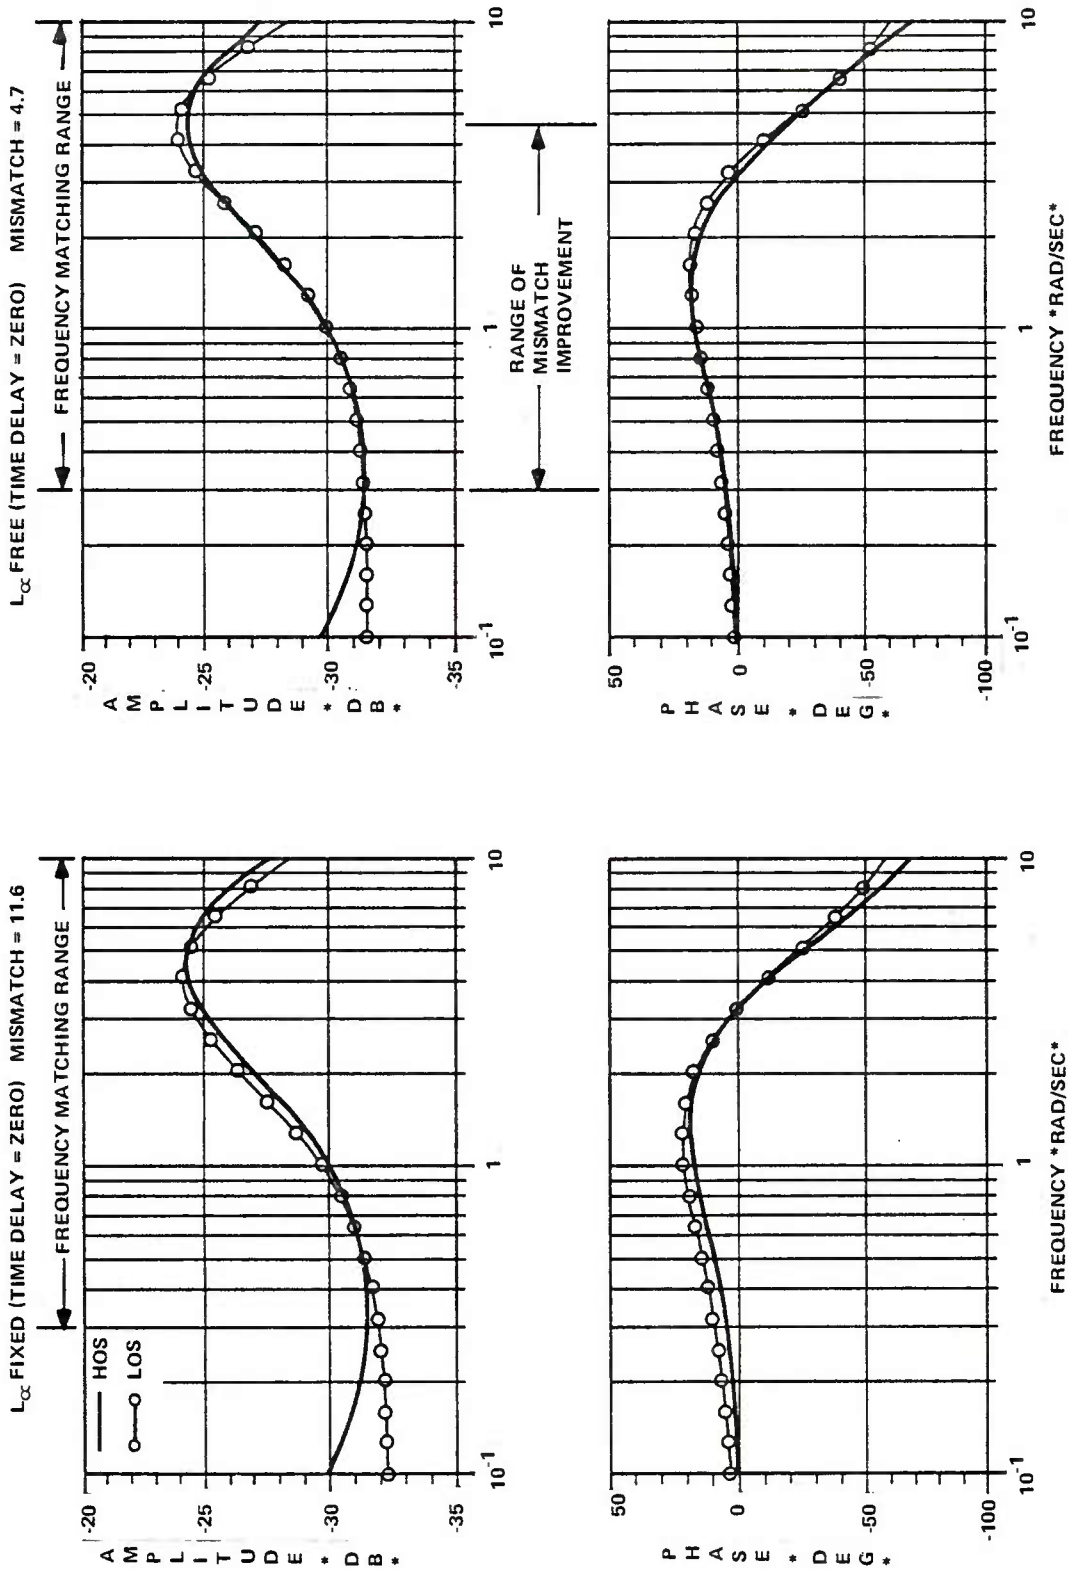 Lα FIXED (TIME DELAY = ZERO) MISMATCH = 11.6
FREQUENCY MATCHING RANGE
HOS
LOS
AMPLITUDE *DB*
-20
-25
-30
-35
10⁻¹
1
10
PHASE *DEG*
50
0
-50
-100
10⁻¹
1
10
FREQUENCY *RAD/SEC*
Lα FREE (TIME DELAY = ZERO) MISMATCH = 4.7
FREQUENCY MATCHING RANGE
AMPLITUDE *DB*
-20
-25
-30
-35
10⁻¹
1
10
RANGE OF
MISMATCH
IMPROVEMENT
PHASE *DEG*
50
0
-50
-100
10⁻¹
1
10
FREQUENCY *RAD/SEC*